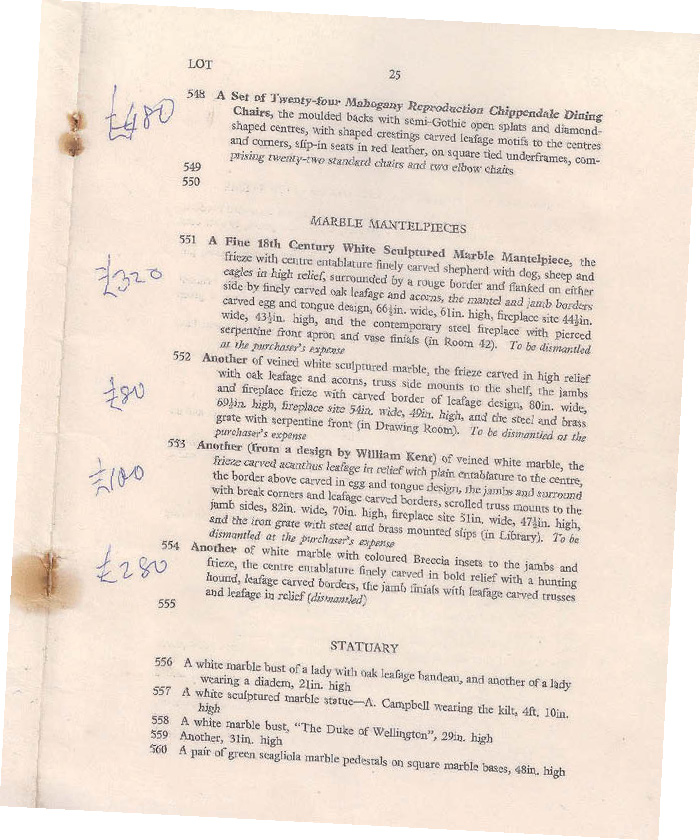 LOT
25
£480
548 A Set of Twenty-four Mahogany Reproduction Chippendale Dining
Chairs, the moulded backs with semi-Gothic open splats and diamond-
shaped centres, with shaped crestings carved leafage motifs to the centres
and corners, slip-in seats in red leather, on square tied underframes, com-
prising twenty-two standard chairs and two elbow chairs
549
550
MARBLE MANTELPIECES
551 A Fine 18th Century White Sculptured Marble Mantelpiece, the
frieze with centre entablature finely carved shepherd with dog, sheep and
£320
eagles in high relief, surrounded by a rouge border and flanked on either
side by finely carved oak leafage and acorns, the mantel and jamb borders
carved egg and tongue design, 66½in. wide, 61in. high, fireplace site 44½in.
wide, 43½in. high, and the contemporary steel fireplace with pierced
serpentine front apron and vase finials (in Room 42). To be dismantled
at the purchaser's expense
552 Another of veined white sculptured marble, the frieze carved in high relief
with oak leafage and acorns, truss side mounts to the shelf, the jambs
£80
and fireplace frieze with carved border of leafage design, 80in. wide,
69½in. high, fireplace site 54in. wide, 49in. high, and the steel and brass
grate with serpentine front (in Drawing Room). To be dismantled at the
purchaser's expense
553 Another (from a design by William Kent) of veined white marble, the
frieze carved acanthus leafage in relief with plain entablature to the centre,
£100
the border above carved in egg and tongue design, the jambs and surround
with break corners and leafage carved borders, scrolled truss mounts to the
jamb sides, 82in. wide, 70in. high, fireplace site 51in. wide, 47½in. high,
and the iron grate with steel and brass mounted slips (in Library). To be
dismantled at the purchaser's expense
554 Another of white marble with coloured Breccia insets to the jambs and
£280
frieze, the centre entablature finely carved in bold relief with a hunting
hound, leafage carved borders, the jamb finials with leafage carved trusses
and leafage in relief (dismantled)
555
STATUARY
556 A white marble bust of a lady with oak leafage bandeau, and another of a lady
wearing a diadem, 21in. high
557 A white sculptured marble statue—A. Campbell wearing the kilt, 4ft. 10in.
high
558 A white marble bust, "The Duke of Wellington", 29in. high
559 Another, 31in. high
560 A pair of green scagliola marble pedestals on square marble bases, 48in. high